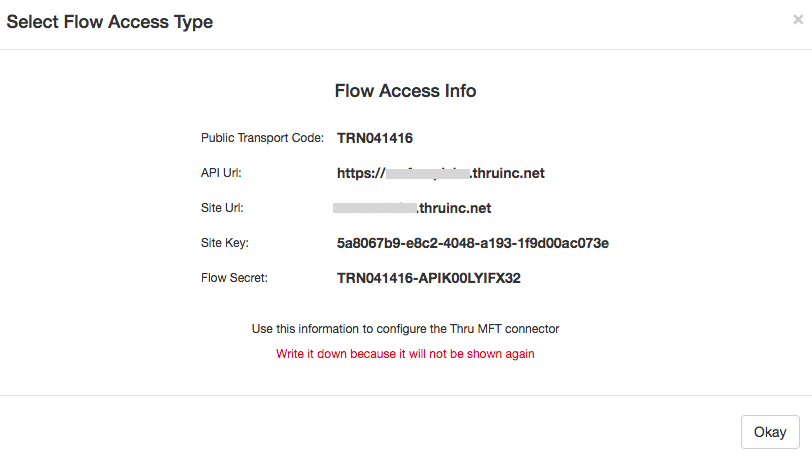 Select Flow Access Type
Flow Access Info
Public Transport Code: TRN041416
API Url: https:// .thruinc.net
Site Url: .thruinc.net
Site Key: 5a8067b9-e8c2-4048-a193-1f9d00ac073e
Flow Secret: TRN041416-APIK00LYIFX32
Use this information to configure the Thru MFT connector
Write it down because it will not be shown again
Okay